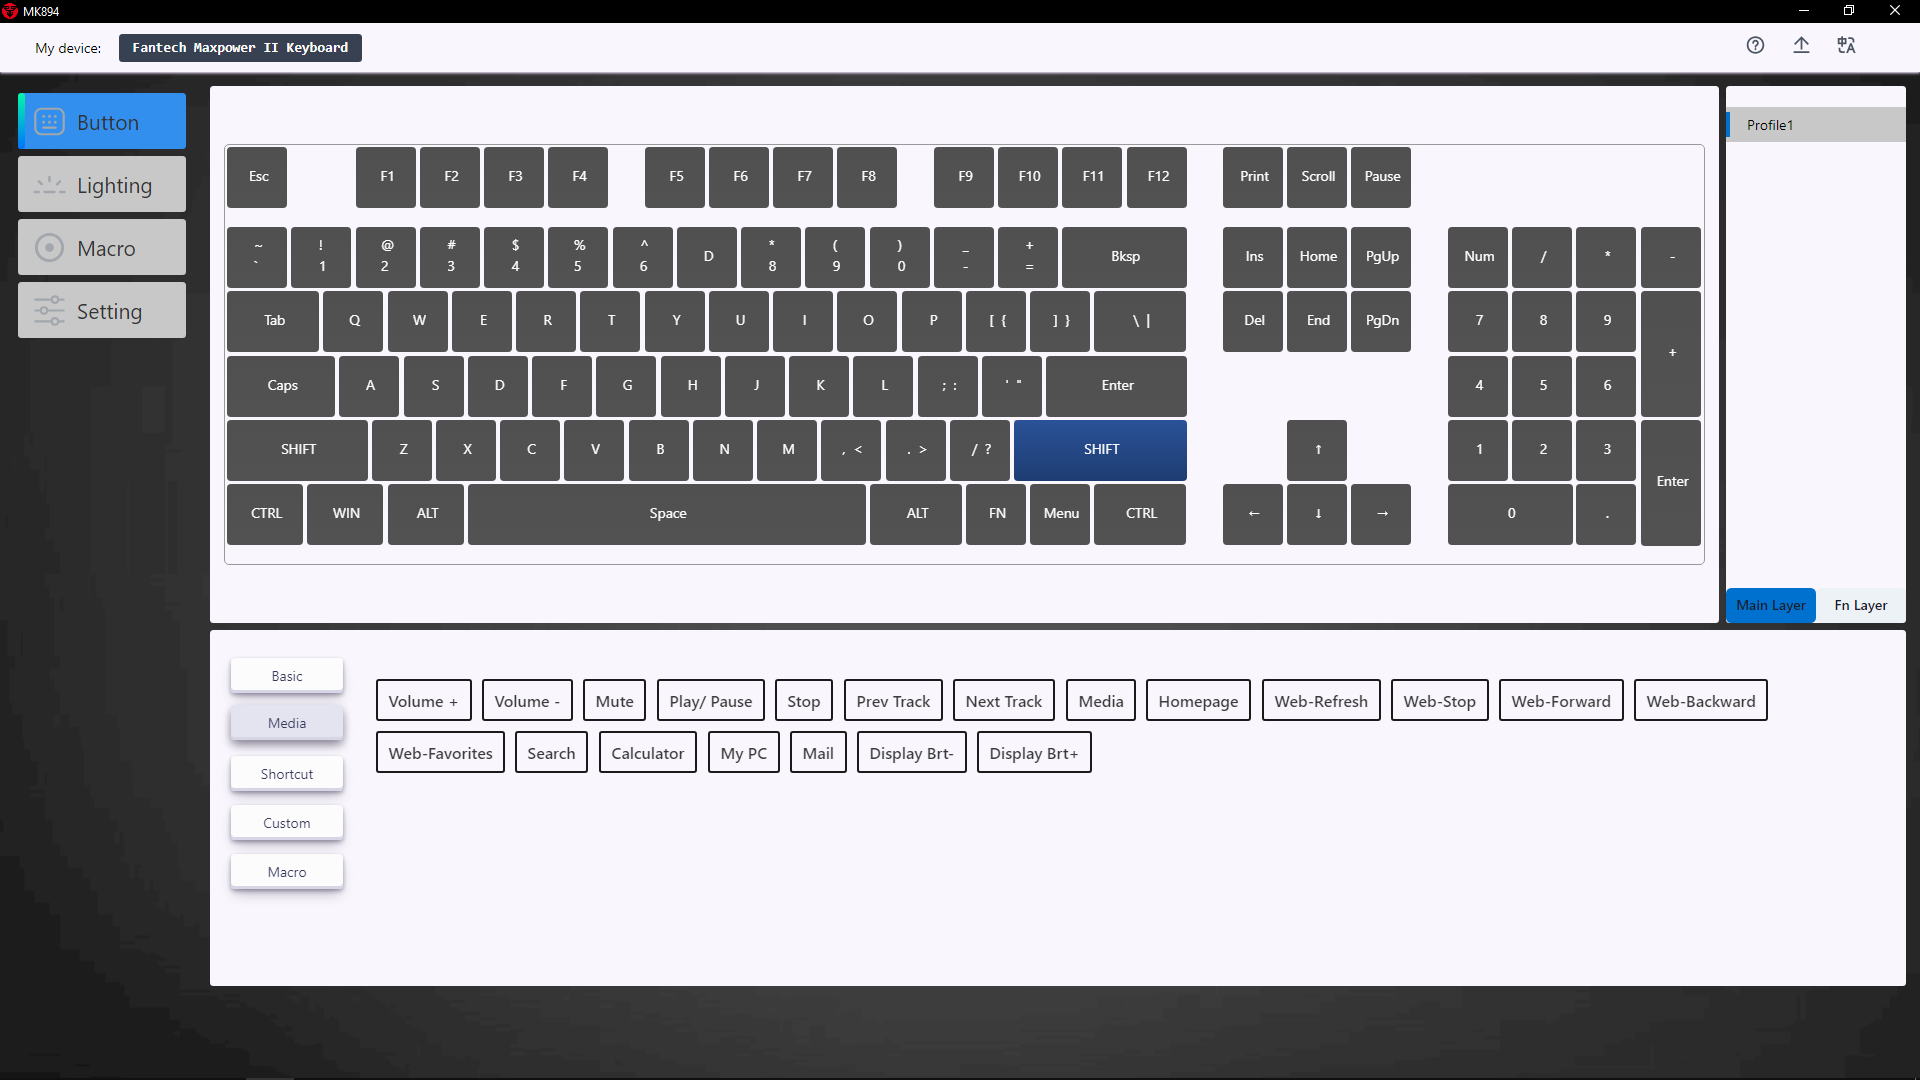 MK894
My device: Fantech Maxpower II Keyboard
Button
Lighting
Macro
Setting
Esc F1 F2 F3 F4 F5 F6 F7 F8 F9 F10 F11 F12 Print Scroll Pause
~ ! @ # $ % ^ D * ( ) _ + Bksp Ins Home PgUp Num / * -
` 1 2 3 4 5 6 8 9 0 - =
Tab Q W E R T Y U I O P [ { ] } \ | Del End PgDn 7 8 9 +
Caps A S D F G H J K L ; : ' " Enter 4 5 6
SHIFT Z X C V B N M , < . > / ? SHIFT ↑ 1 2 3 Enter
CTRL WIN ALT Space ALT FN Menu CTRL ← ↓ → 0 .
Profile1
Main Layer Fn Layer
Basic
Media
Shortcut
Custom
Macro
Volume + Volume - Mute Play/ Pause Stop Prev Track Next Track Media Homepage Web-Refresh Web-Stop Web-Forward Web-Backward
Web-Favorites Search Calculator My PC Mail Display Brt- Display Brt+